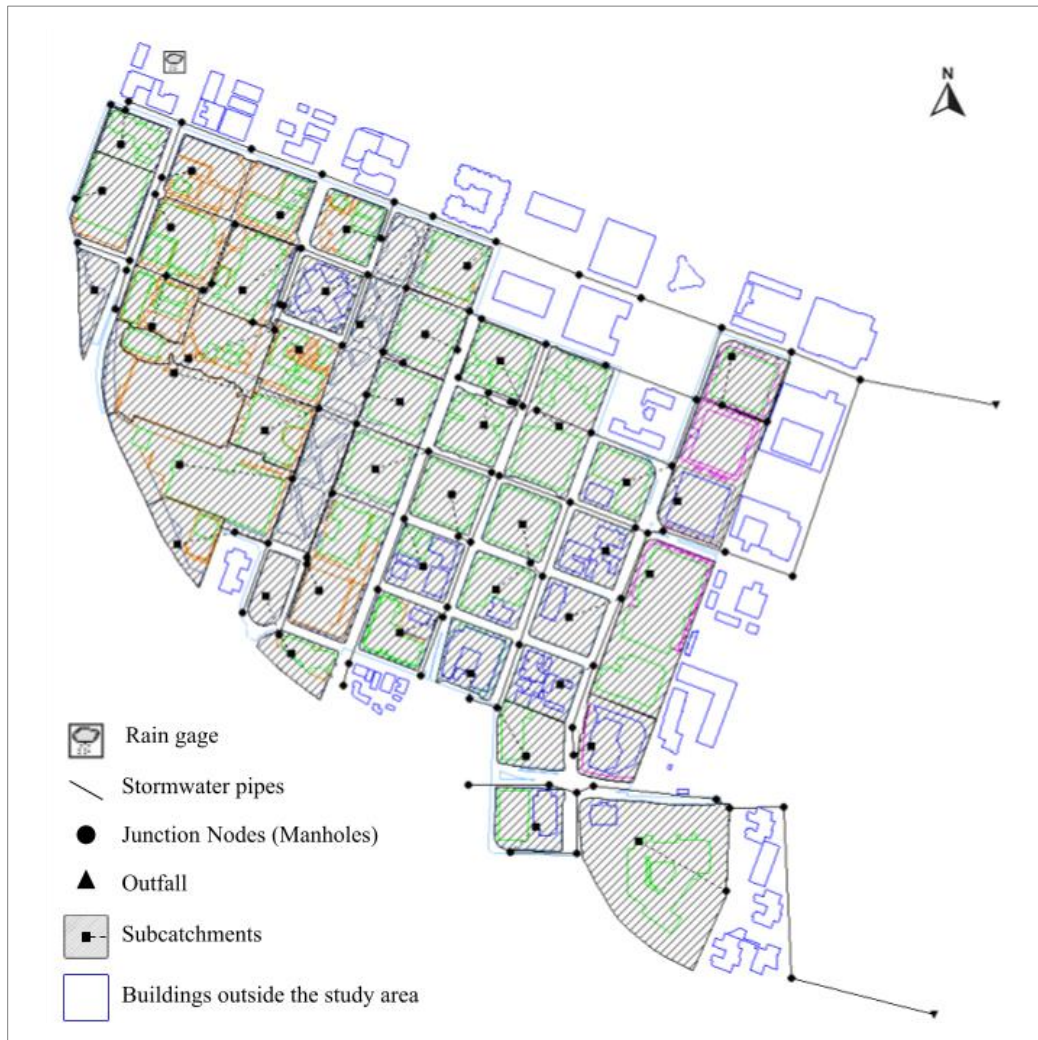 N
Rain gage
Stormwater pipes
Junction Nodes (Manholes)
Outfall
Subcatchments
Buildings outside the study area